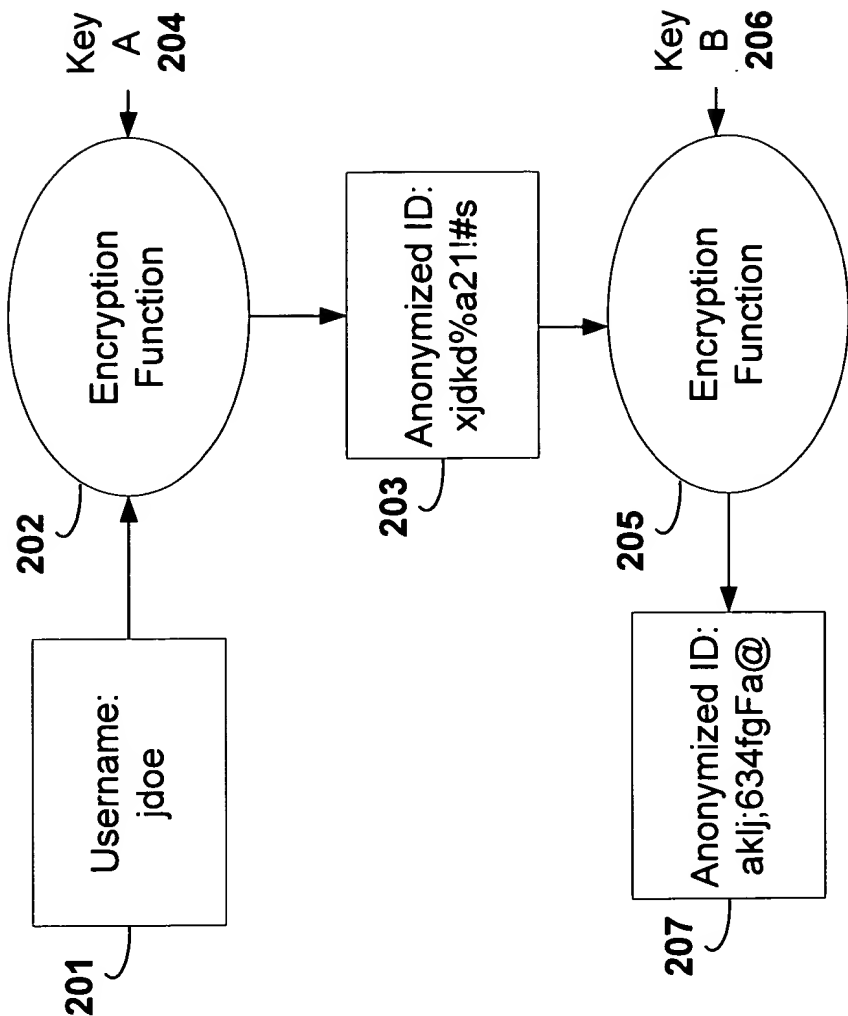 201
Username:
jdoe
202
Encryption
Function
Key
A
204
203
Anonymized ID:
xjdkd%a21!#s
205
Encryption
Function
Key
B
206
207
Anonymized ID:
aklj;634fgFa@